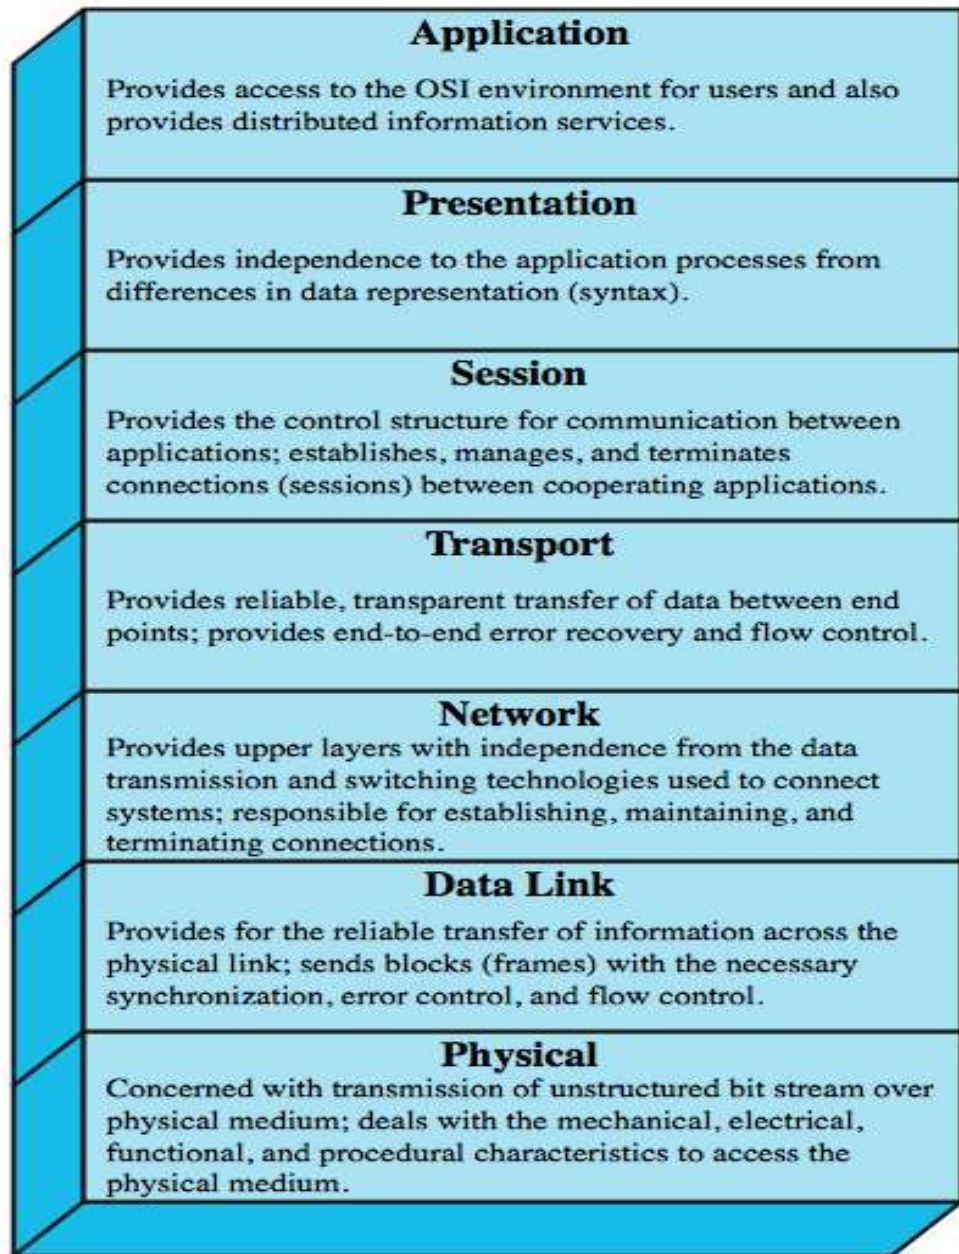 Application
Provides access to the OSI environment for users and also
provides distributed information services.
Presentation
Provides independence to the application processes from
differences in data representation (syntax).
Session
Provides the control structure for communication between
applications; establishes, manages, and terminates
connections (sessions) between cooperating applications.
Transport
Provides reliable, transparent transfer of data between end
points; provides end-to-end error recovery and flow control.
Network
Provides upper layers with independence from the data
transmission and switching technologies used to connect
systems; responsible for establishing, maintaining, and
terminating connections.
Data Link
Provides for the reliable transfer of information across the
physical link; sends blocks (frames) with the necessary
synchronization, error control, and flow control.
Physical
Concerned with transmission of unstructured bit stream over
physical medium; deals with the mechanical, electrical,
functional, and procedural characteristics to access the
physical medium.